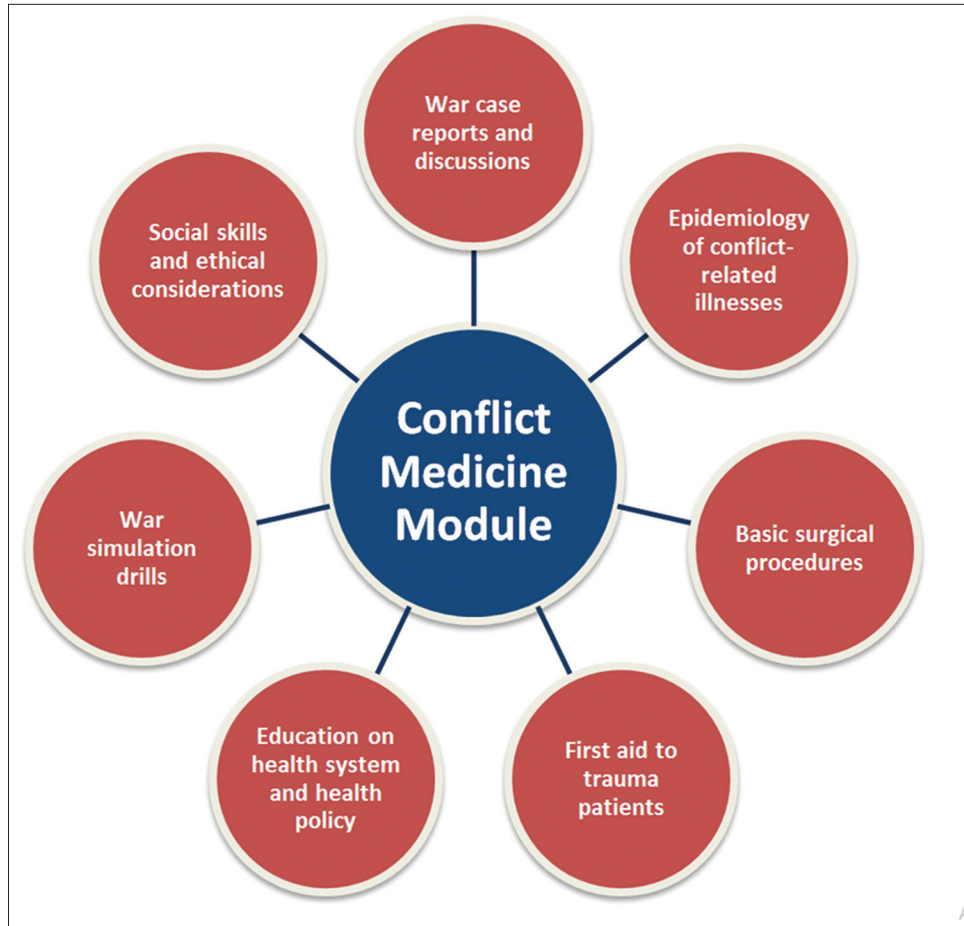 War case
reports and
discussions
Epidemiology
of conflict-
related
illnesses
Basic surgical
procedures
First aid to
trauma
patients
Education on
health system
and health
policy
War
simulation
drills
Social skills
and ethical
considerations
Conflict
Medicine
Module